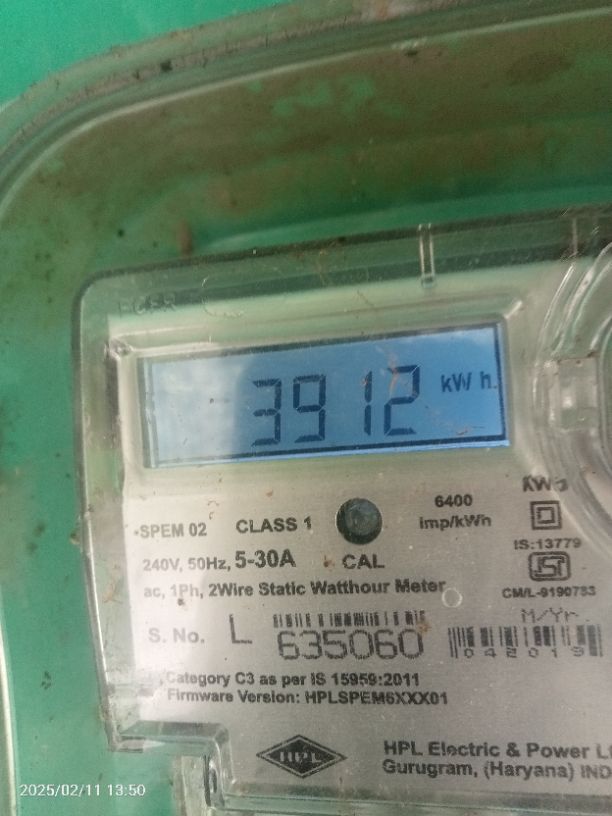 3912 kWh.
SPEM 02 CLASS 1
6400
imp/kWh
240V, 50Hz, 5-30A CAL
IS:13779
ac, 1Ph, 2Wire Static Watthour Meter
CM/L-9190783
M/Yr.
S. No. L 635060
042019
Category C3 as per IS 15959:2011
Firmware Version: HPLSPEM6XXX01
HPL
HPL Electric & Power
Gurugram, (Haryana)
2025/02/11 13:50